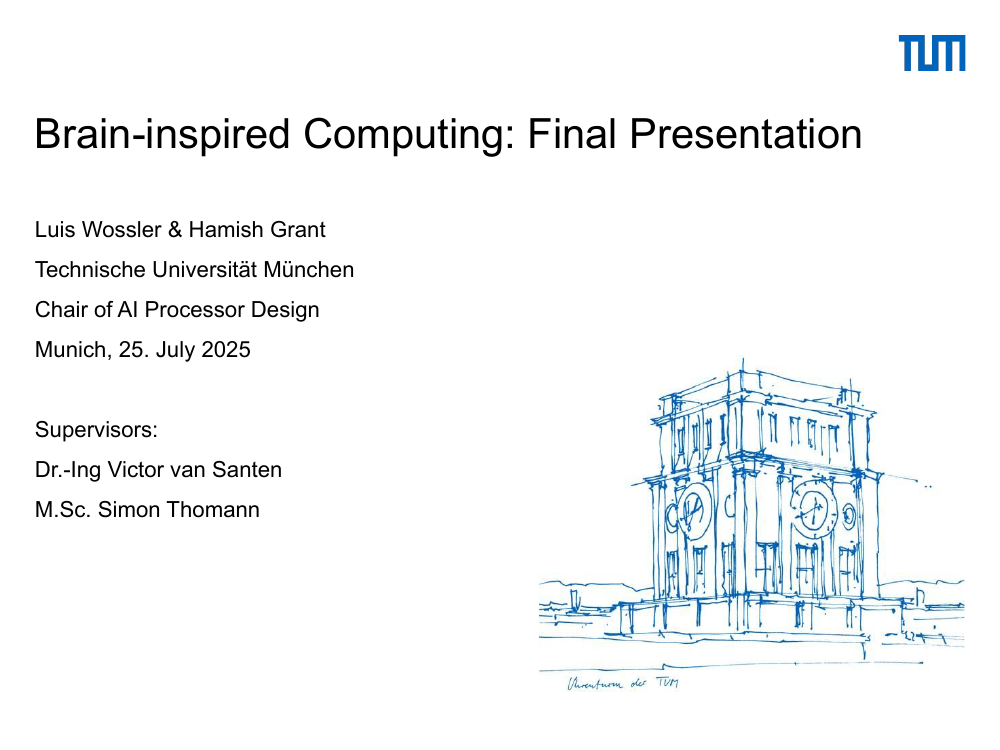 TUM
Brain-inspired Computing: Final Presentation
Luis Wossler & Hamish Grant
Technische Universität München
Chair of AI Processor Design
Munich, 25. July 2025
Supervisors:
Dr.-Ing Victor van Santen
M.Sc. Simon Thomann
Uhrenturm der TUM